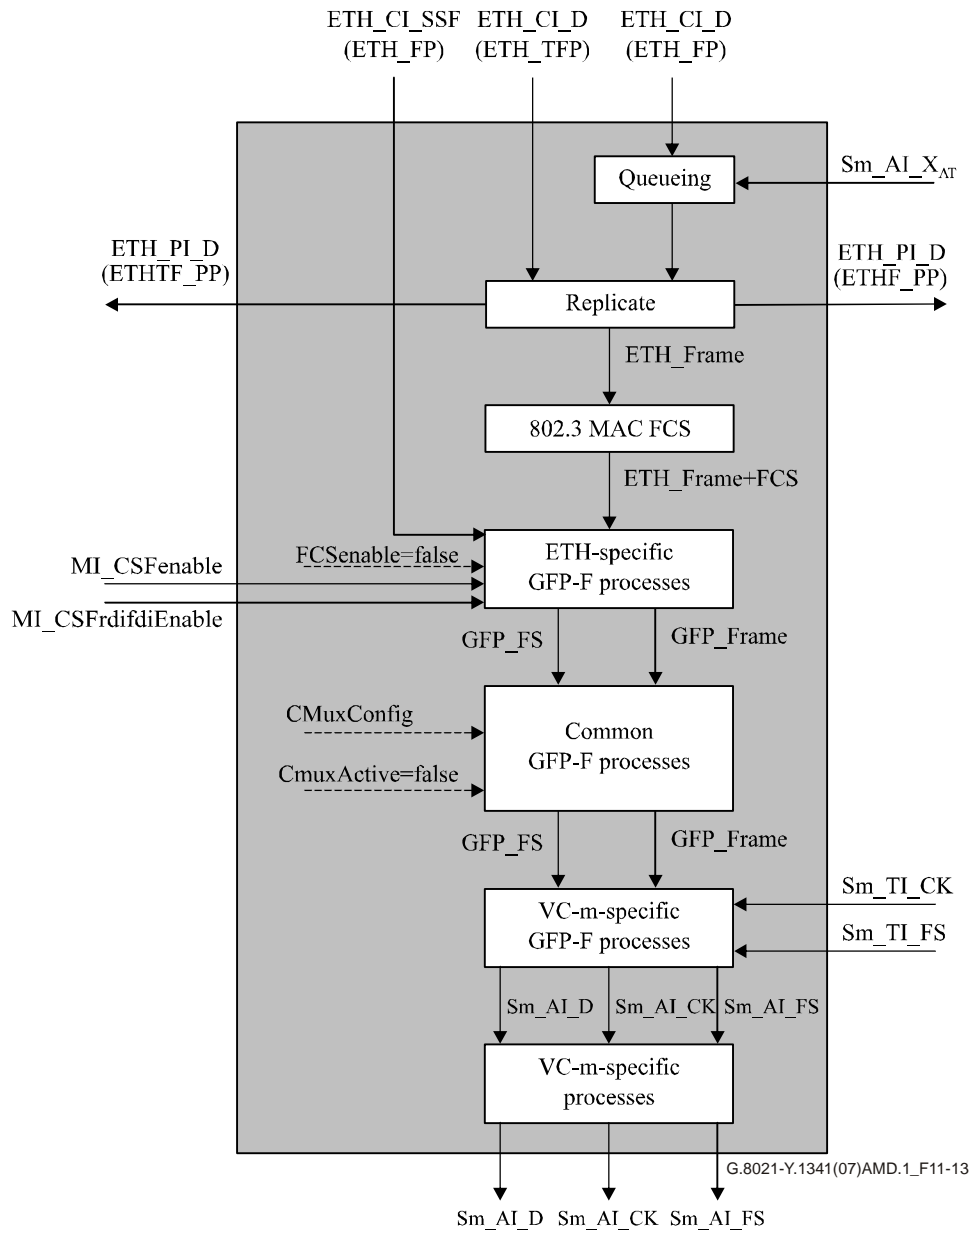 ETH_CI_SSF
(ETH_FP)
ETH_CI_D
(ETH_TFP)
ETH_CI_D
(ETH_FP)
Queueing
Sm_AI_X_AT
ETH_PI_D
(ETHTF_PP)
ETH_PI_D
(ETHF_PP)
Replicate
ETH_Frame
802.3 MAC FCS
ETH_Frame+FCS
FCSenable=false
ETH-specific
GFP-F processes
MI_CSFenable
MI_CSFrdifdiEnable
GFP_FS
GFP_Frame
CMuxConfig
Common
GFP-F processes
CmuxActive=false
GFP_FS
GFP_Frame
VC-m-specific
GFP-F processes
Sm_TI_CK
Sm_TI_FS
Sm_AI_D
Sm_AI_CK
Sm_AI_FS
VC-m-specific
processes
G.8021-Y.1341(07)AMD.1_F11-13
Sm_AI_D
Sm_AI_CK
Sm_AI_FS